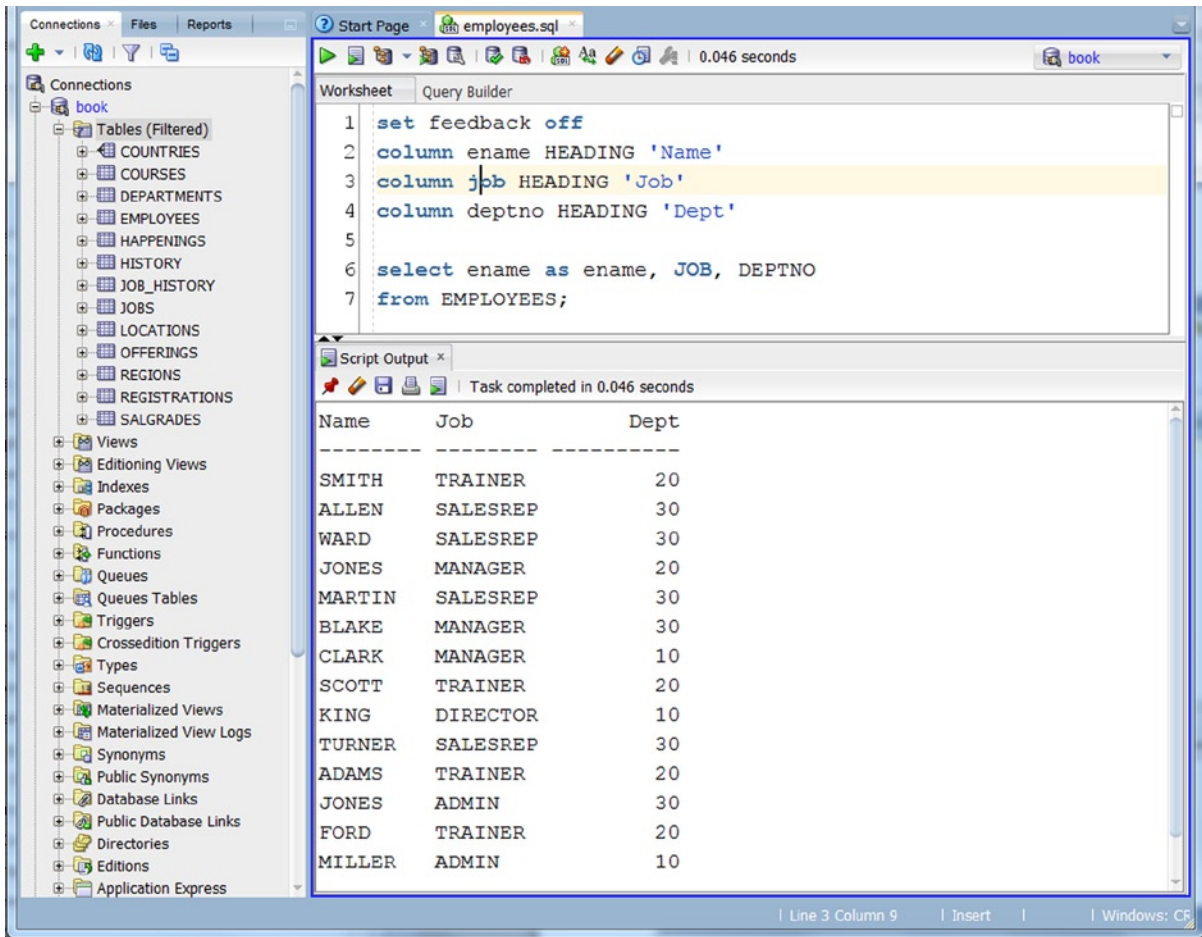 Connections
Files
Reports
Connections
book
Tables (Filtered)
COUNTRIES
COURSES
DEPARTMENTS
EMPLOYEES
HAPPENINGS
HISTORY
JOB_HISTORY
JOBS
LOCATIONS
OFFERINGS
REGIONS
REGISTRATIONS
SALGRADES
Views
Editioning Views
Indexes
Packages
Procedures
Functions
Queues
Queues Tables
Triggers
Crossedition Triggers
Types
Sequences
Materialized Views
Materialized View Logs
Synonyms
Public Synonyms
Database Links
Public Database Links
Directories
Editions
Application Express
Start Page
employees.sql
0.046 seconds
book
Worksheet
Query Builder
1 set feedback off
2 column ename HEADING 'Name'
3 column job HEADING 'Job'
4 column deptno HEADING 'Dept'
5
6 select ename as ename, JOB, DEPTNO
7 from EMPLOYEES;
Script Output
Task completed in 0.046 seconds
Name Job Dept
-------- -------- ----------
SMITH TRAINER 20
ALLEN SALESREP 30
WARD SALESREP 30
JONES MANAGER 20
MARTIN SALESREP 30
BLAKE MANAGER 30
CLARK MANAGER 10
SCOTT TRAINER 20
KING DIRECTOR 10
TURNER SALESREP 30
ADAMS TRAINER 20
JONES ADMIN 30
FORD TRAINER 20
MILLER ADMIN 10
Line 3 Column 9
Insert
Windows: CR